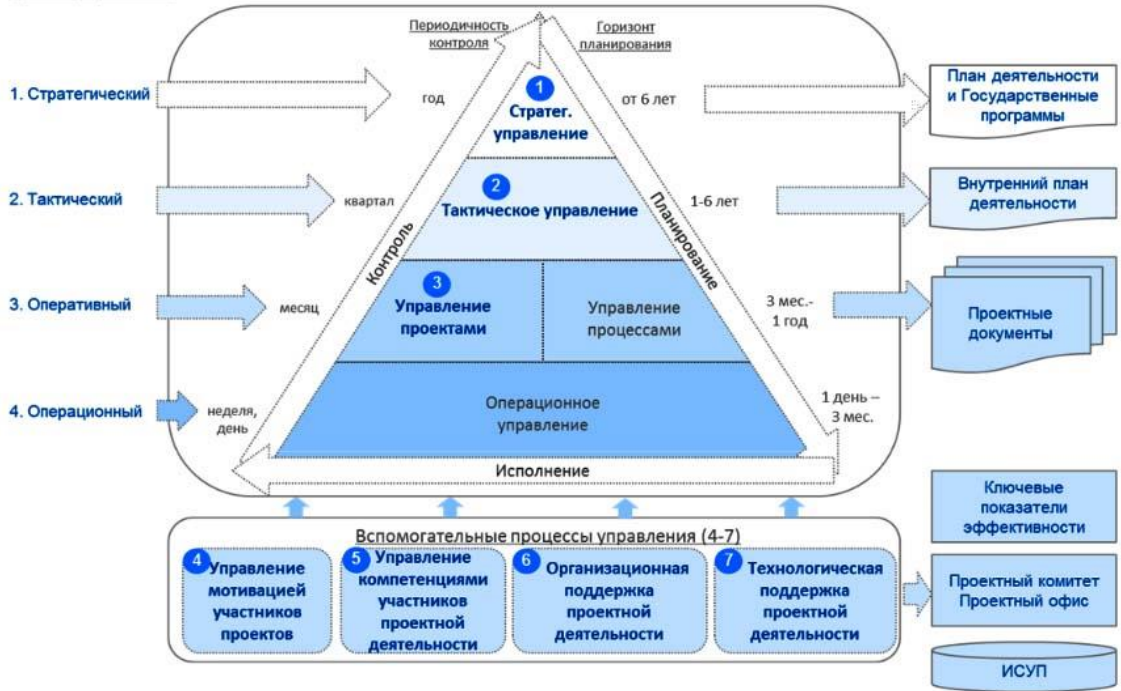 Периодичность
контроля
Горизонт
планирования
1. Стратегический
год
1
Стратег.
управление
от 6 лет
План деятельности
и Государственные
программы
2. Тактический
квартал
2
Тактическое управление
1-6 лет
Внутренний план
деятельности
Контроль
Планирование
3. Оперативный
месяц
3
Управление
проектами
Управление
процессами
3 мес.-
1 год
Проектные
документы
4. Операционный
неделя,
день
Операционное
управление
1 день –
3 мес.
Исполнение
Вспомогательные процессы управления (4-7)
4
Управление
мотивацией
участников
проектов
5
Управление
компетенциями
участников
проектной
деятельности
6
Организационная
поддержка
проектной
деятельности
7
Технологическая
поддержка
проектной
деятельности
Ключевые
показатели
эффективности
Проектный комитет
Проектный офис
ИСУП